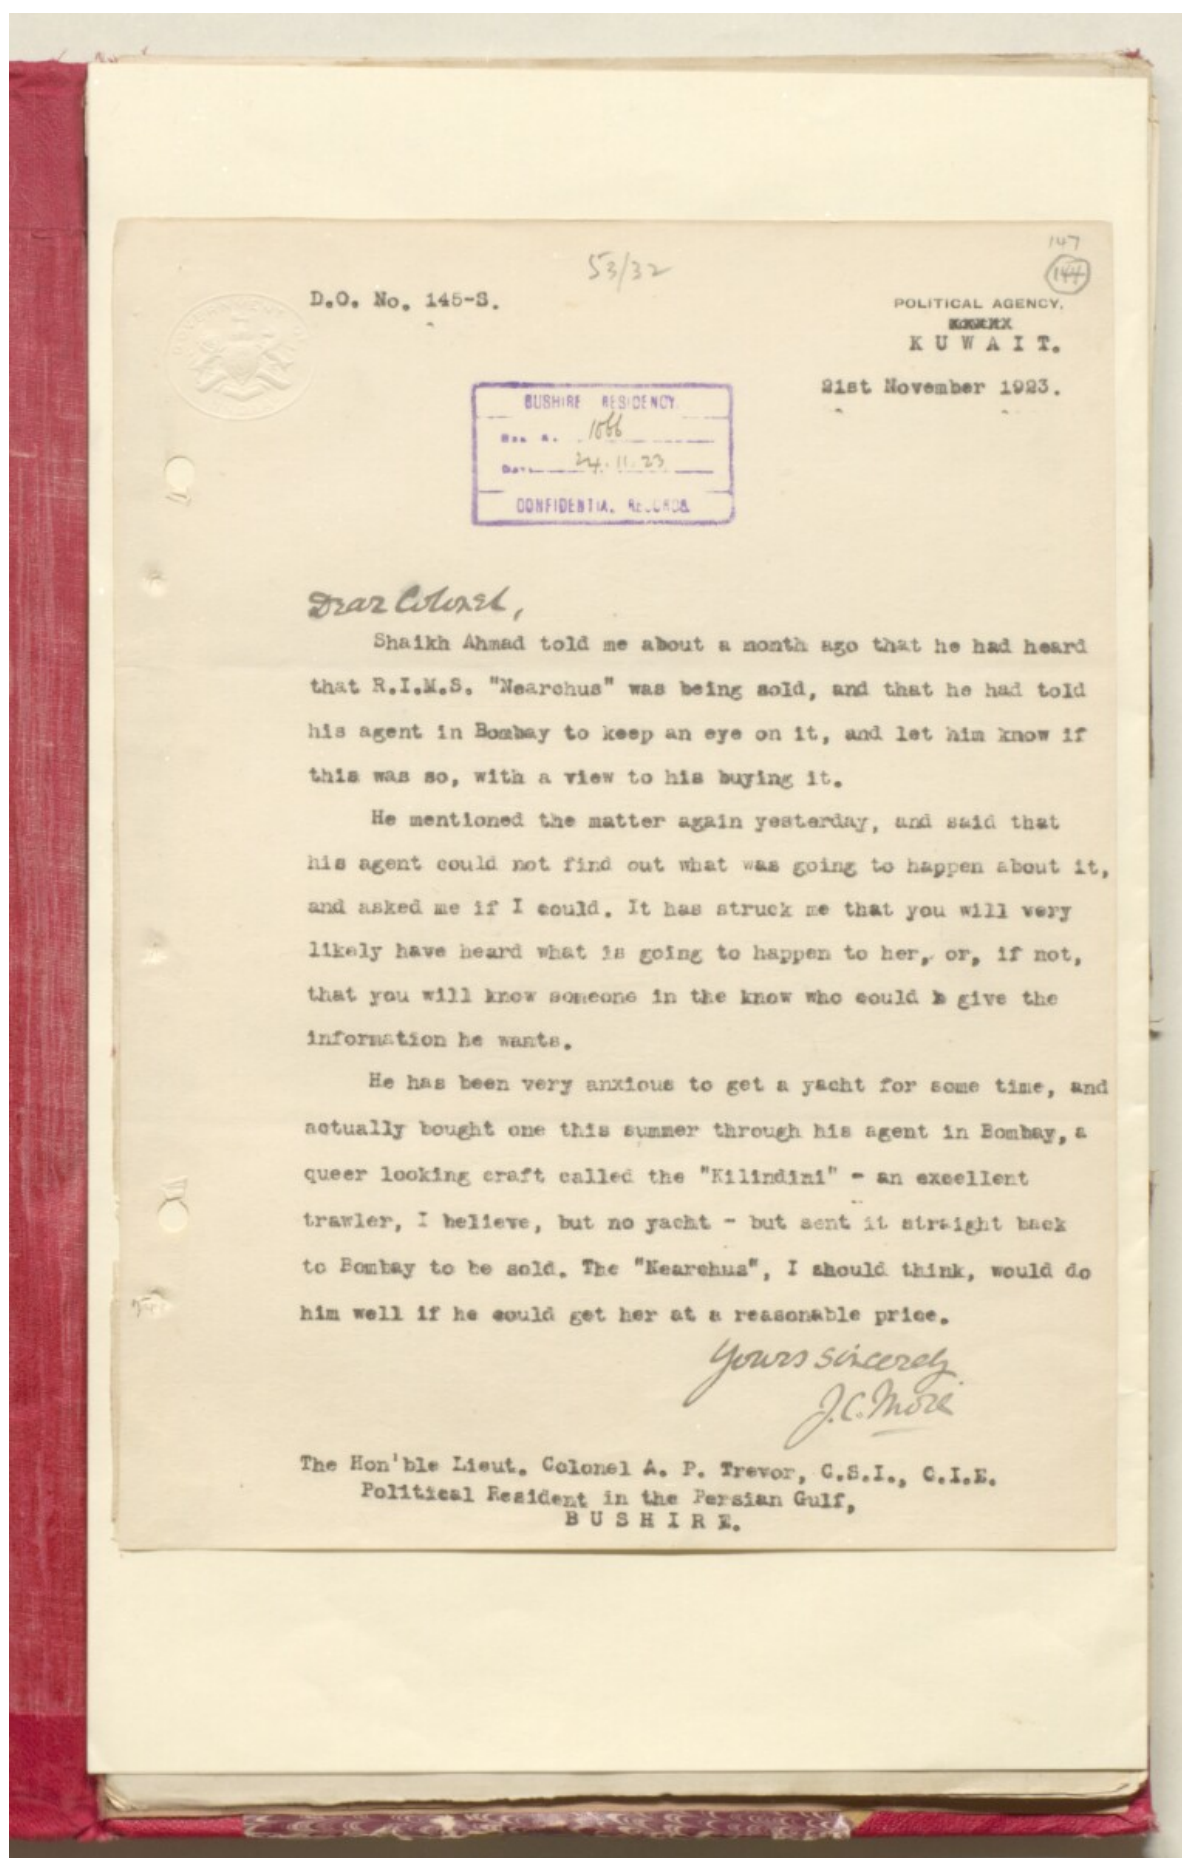 147
53/32
144
D.O. No. 145-S.
POLITICAL AGENCY,
KUWAIT.
21st November 1923.
BUSHIRE RESIDENCY.
1066
Date 24.11.23
CONFIDENTIAL RECORDS.
Dear Colonel,
Shaikh Ahmad told me about a month ago that he had heard
that R.I.M.S. "Nearchus" was being sold, and that he had told
his agent in Bombay to keep an eye on it, and let him know if
this was so, with a view to his buying it.
He mentioned the matter again yesterday, and said that
his agent could not find out what was going to happen about it,
and asked me if I could. It has struck me that you will very
likely have heard what is going to happen to her, or, if not,
that you will know someone in the know who could give the
information he wants.
He has been very anxious to get a yacht for some time, and
actually bought one this summer through his agent in Bombay, a
queer looking craft called the "Kilindini" - an excellent
trawler, I believe, but no yacht - but sent it straight back
to Bombay to be sold. The "Nearchus", I should think, would do
him well if he could get her at a reasonable price.
Yours sincerely
J.C. More
The Hon'ble Lieut. Colonel A. P. Trevor, C.S.I., C.I.E.
Political Resident in the Persian Gulf,
BUSHIRE.